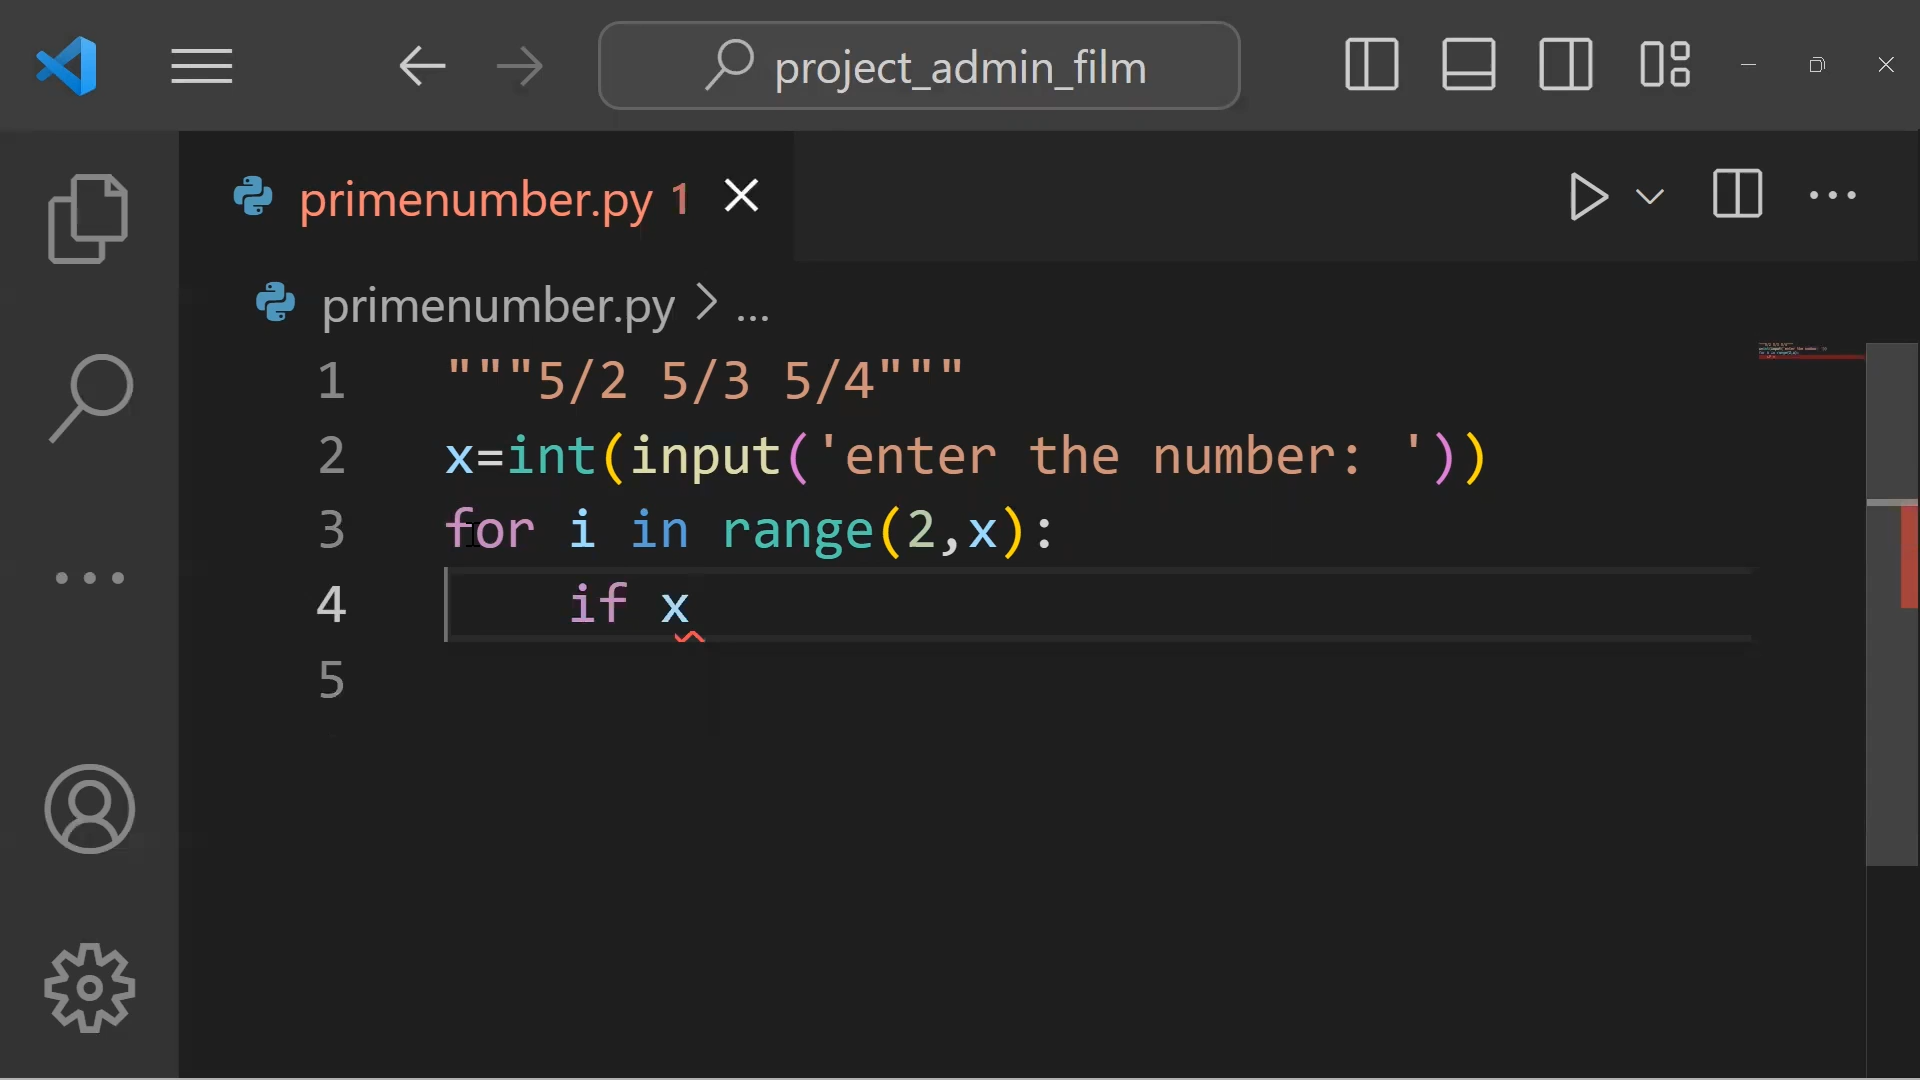 project_admin_film
primenumber.py 1
primenumber.py > ...
1 """5/2 5/3 5/4"""
2 x=int(input('enter the number: '))
3 for i in range(2,x):
4     if x
5